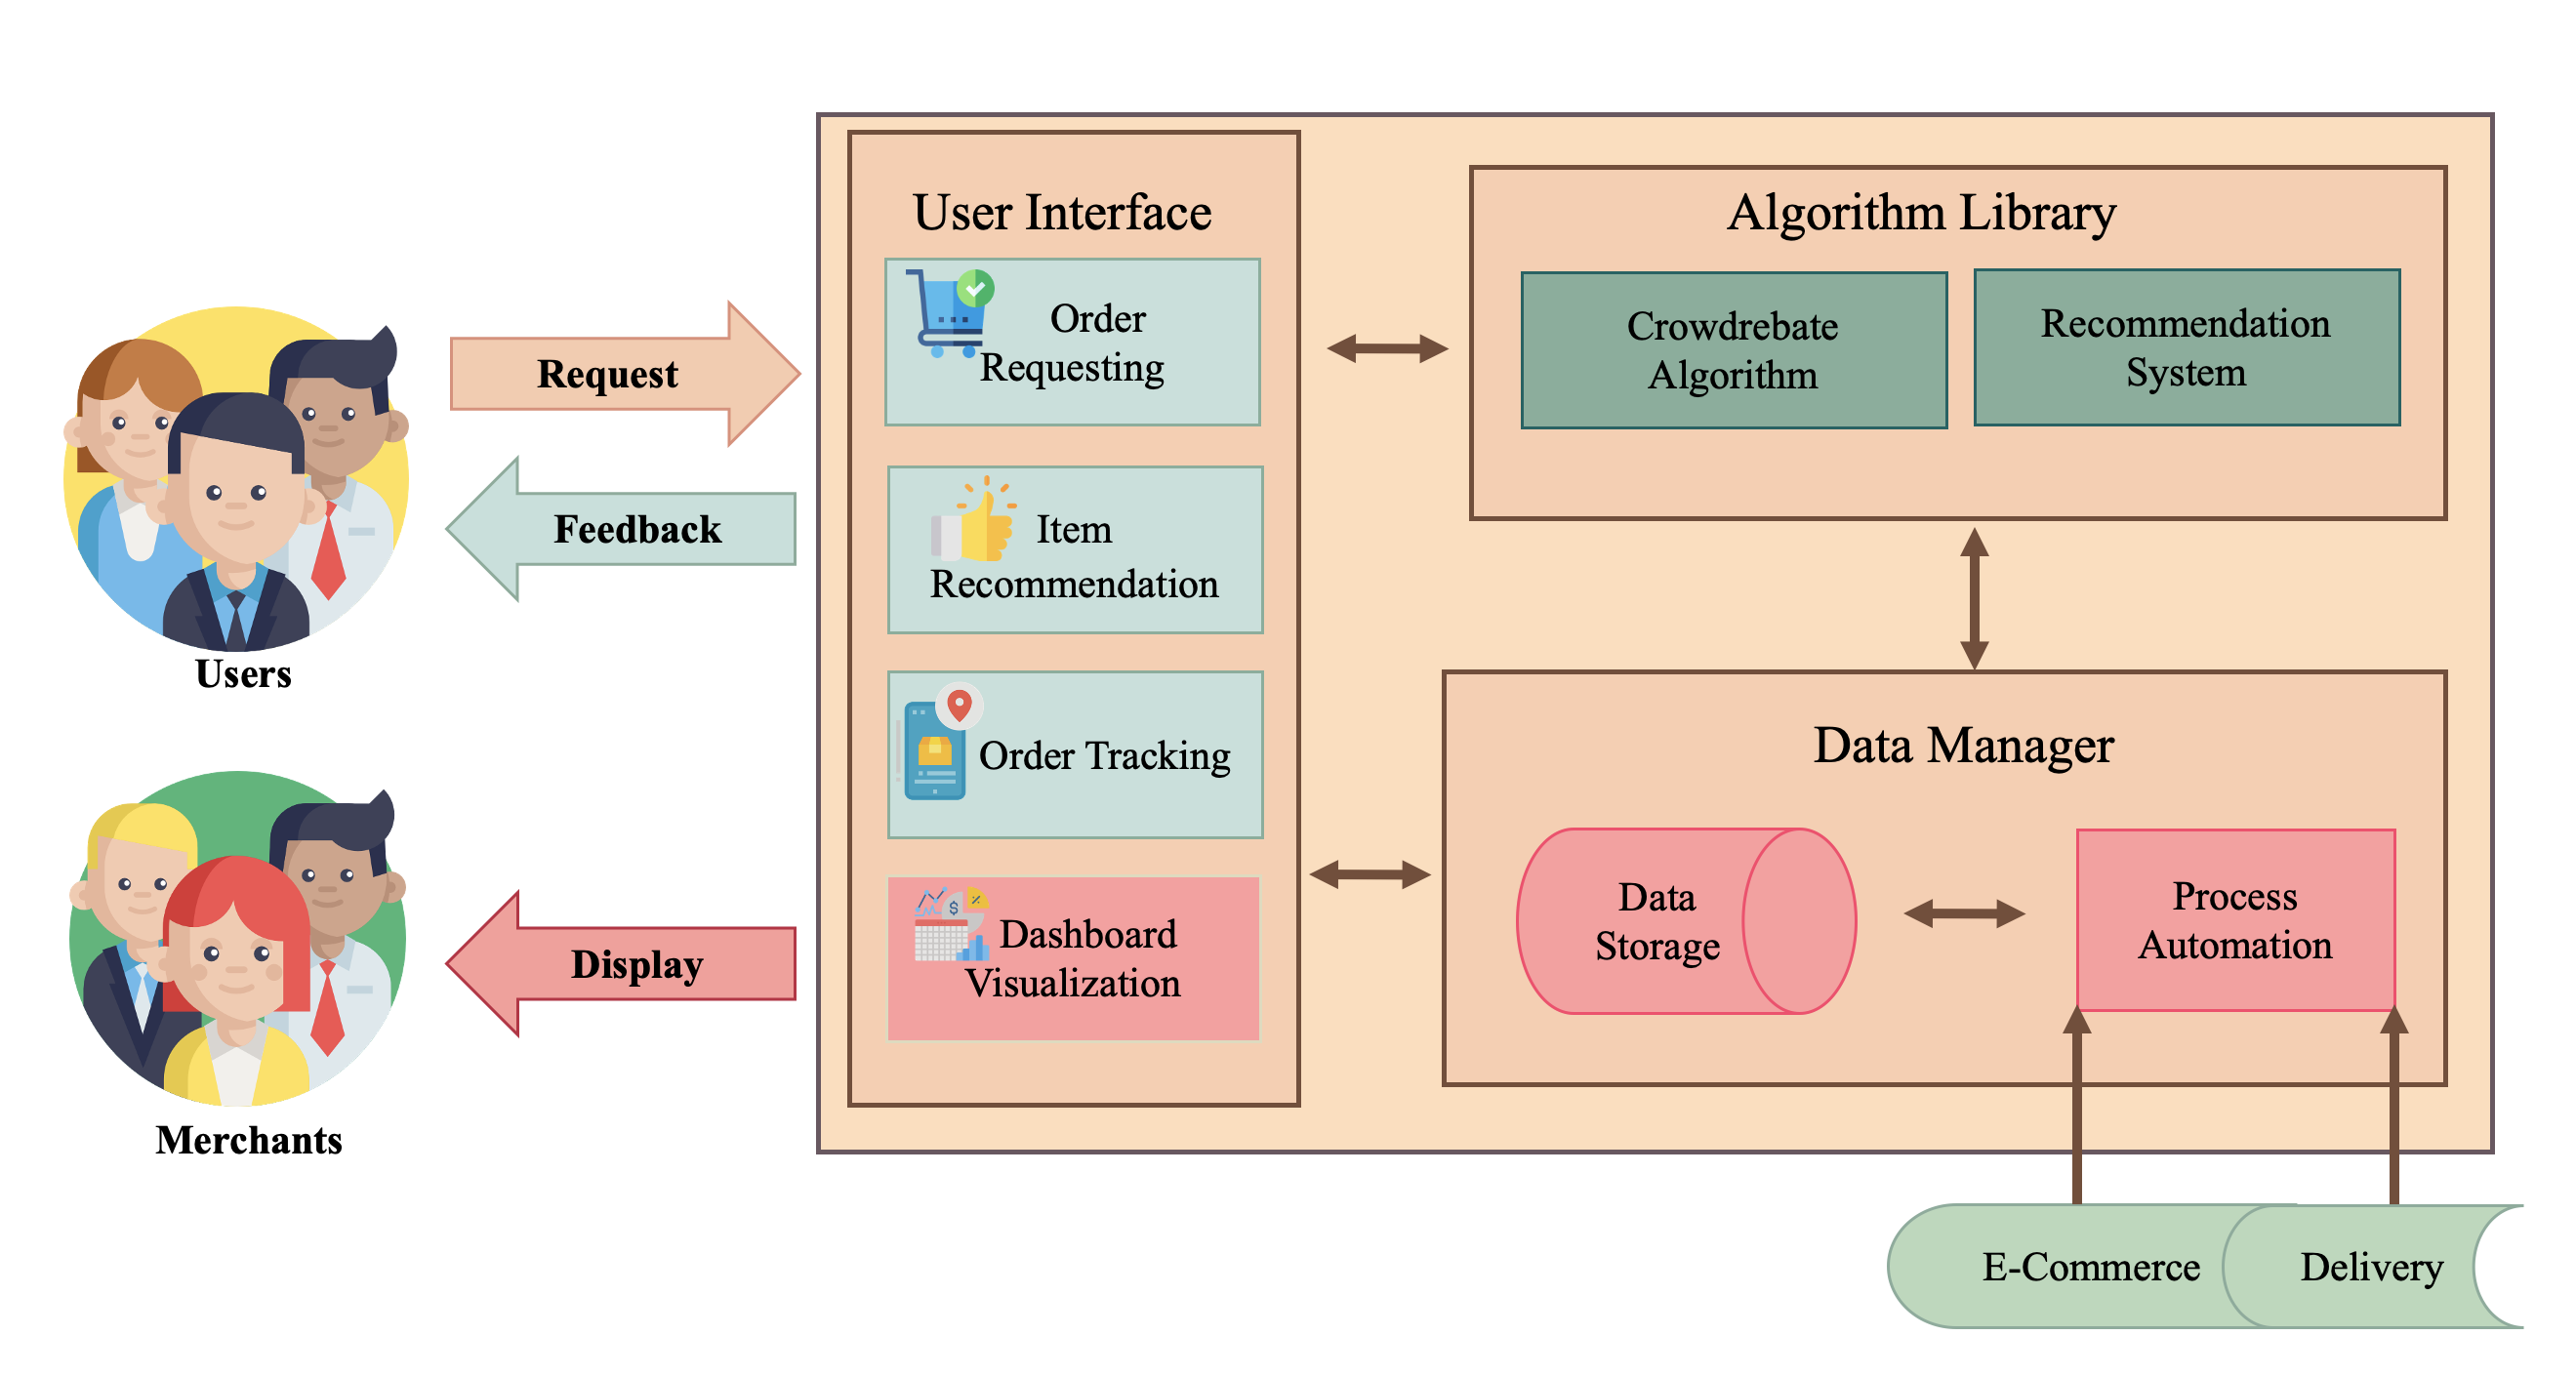 Users
Merchants
Request
Feedback
Display
User Interface
Order
Requesting
Item
Recommendation
Order Tracking
$
%
Dashboard
Visualization
Algorithm Library
Crowdrebate
Algorithm
Recommendation
System
Data Manager
Data
Storage
Process
Automation
E-Commerce
Delivery